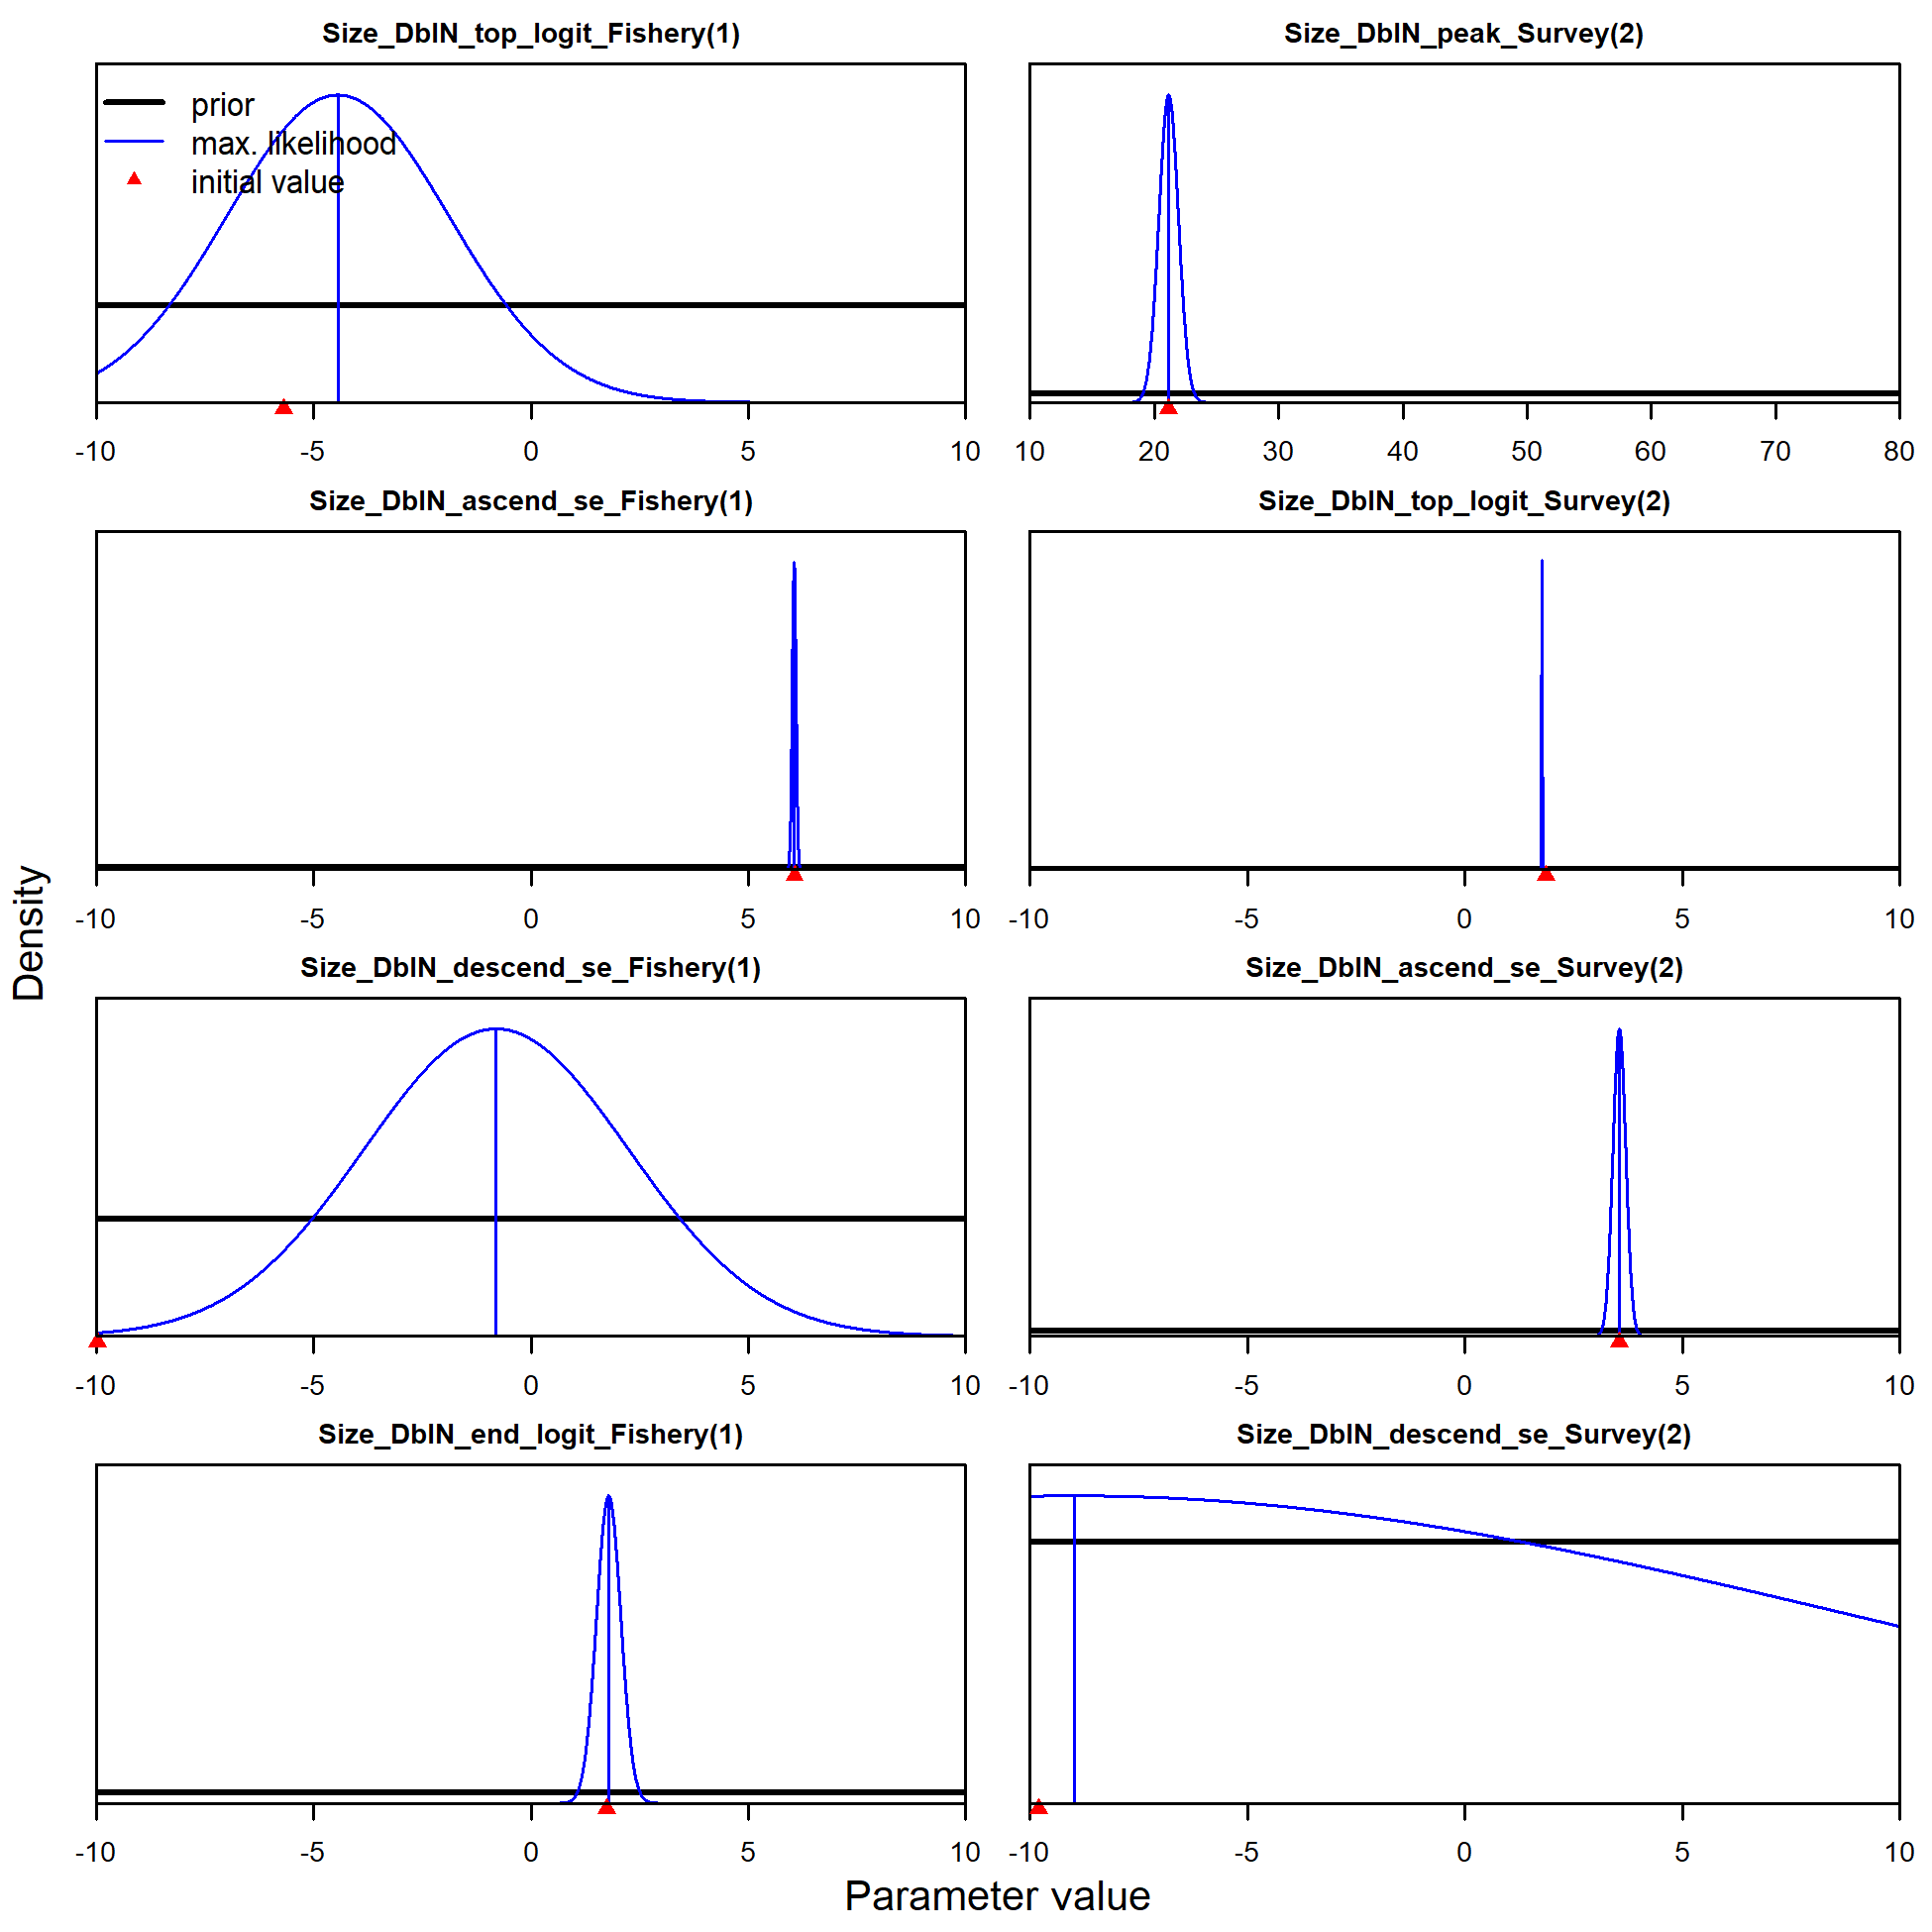 Size_DblN_top_logit_Fishery(1)
prior
max. likelihood
initial value
-10 -5 0 5 10
Size_DblN_peak_Survey(2)
10 20 30 40 50 60 70 80
Size_DblN_ascend_se_Fishery(1)
-10 -5 0 5 10
Size_DblN_top_logit_Survey(2)
-10 -5 0 5 10
Size_DblN_descend_se_Fishery(1)
-10 -5 0 5 10
Size_DblN_ascend_se_Survey(2)
-10 -5 0 5 10
Size_DblN_end_logit_Fishery(1)
-10 -5 0 5 10
Size_DblN_descend_se_Survey(2)
-10 -5 0 5 10
Density
Parameter value